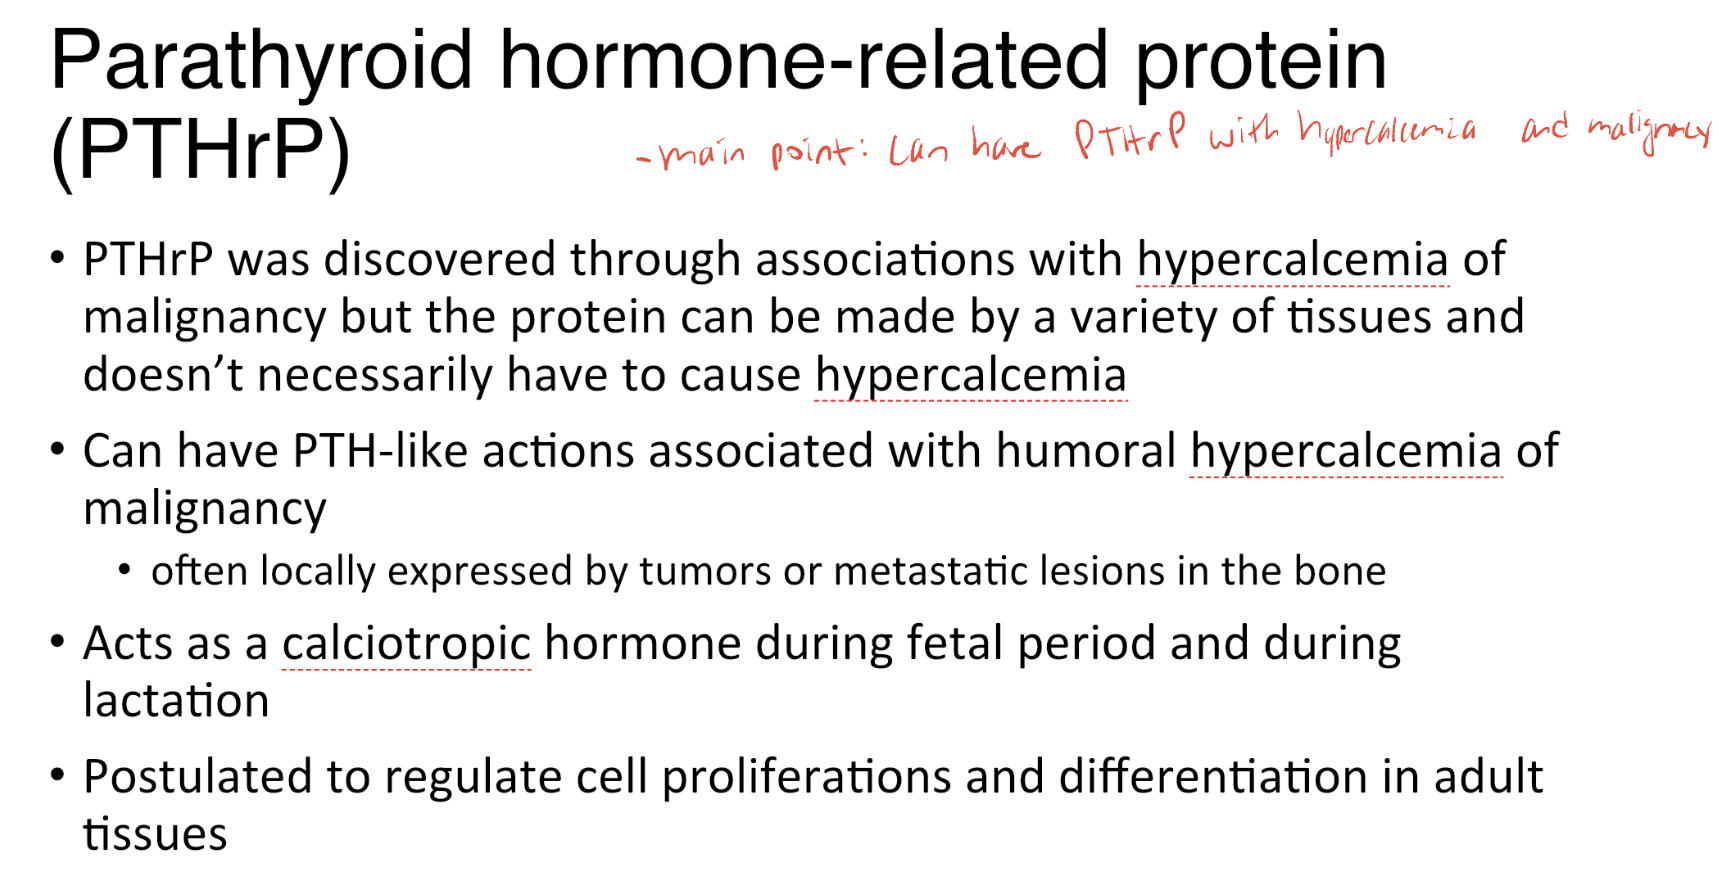 Parathyroid hormone-related protein
(PTHrP)
-main point: can have PTHrP with hypercalcemia and malignancy
• PTHrP was discovered through associations with hypercalcemia of
malignancy but the protein can be made by a variety of tissues and
doesn’t necessarily have to cause hypercalcemia
• Can have PTH-like actions associated with humoral hypercalcemia of
malignancy
• often locally expressed by tumors or metastatic lesions in the bone
• Acts as a calciotropic hormone during fetal period and during
lactation
• Postulated to regulate cell proliferations and differentiation in adult
tissues